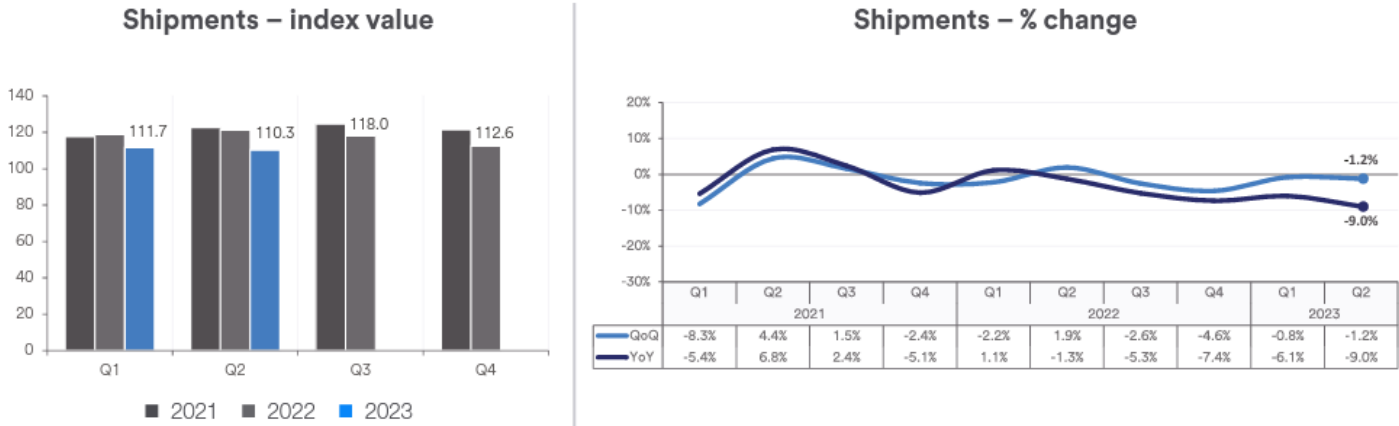 Shipments – index value
140
120
100
80
60
40
20
0
111.7
110.3
118.0
112.6
Q1 Q2 Q3 Q4
2021 2022 2023
Shipments – % change
20%
10%
0%
-10%
-20%
-30%
-1.2%
-9.0%
Q1 Q2 Q3 Q4 Q1 Q2 Q3 Q4 Q1 Q2
2021 2022 2023
QoQ -8.3% 4.4% 1.5% -2.4% -2.2% 1.9% -2.6% -4.6% -0.8% -1.2%
YoY -5.4% 6.8% 2.4% -5.1% 1.1% -1.3% -5.3% -7.4% -6.1% -9.0%